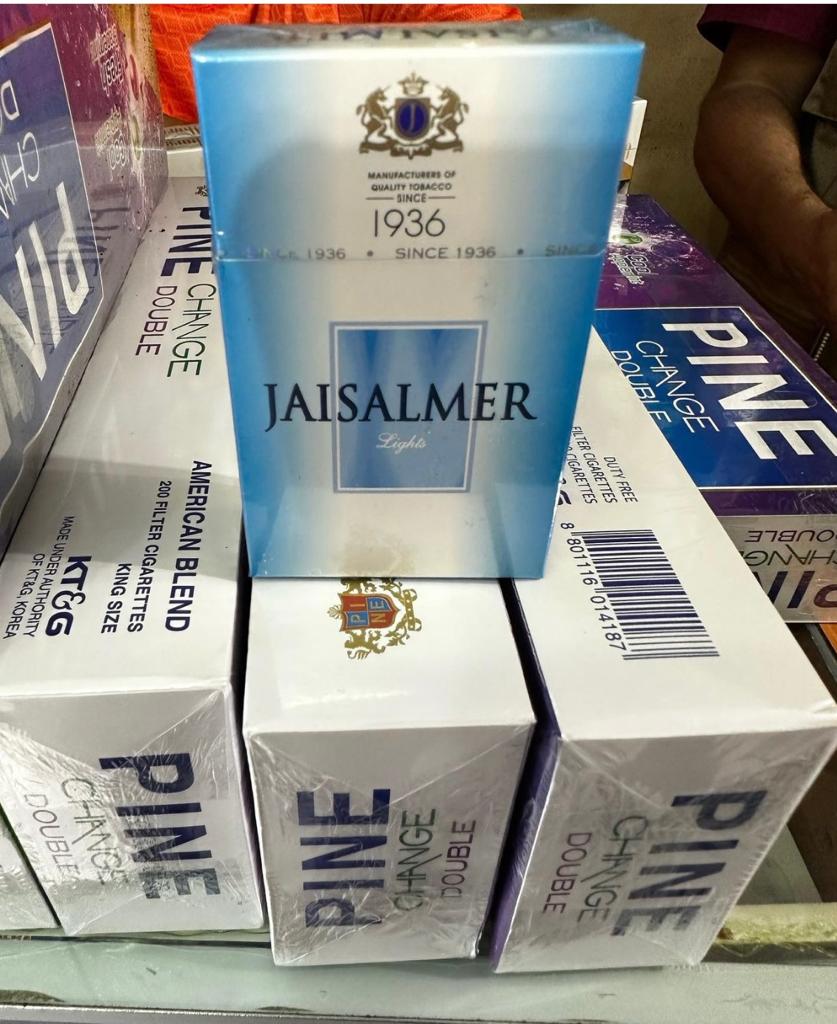 J
MANUFACTURERS OF
QUALITY TOBACCO
SINCE
1936
SINCE 1936 • SINCE 1936 • SINCE
JAISALMER
Lights
PINE
CHANGE
DOUBLE
AMERICAN BLEND
200 FILTER CIGARETTES
KING SIZE
KT&G
MADE UNDER AUTHORITY
OF KT&G, KOREA
PINE
CHANGE
DOUBLE
PINE
PINE
CHANGE
DOUBLE
DUTY FREE
FILTER CIGARETTES
CIGARETTES
8 801116 014187
PINE
CHANGE
DOUBLE
PINE
CHANGE
DOUBLE
DOUBLE
CHANGE